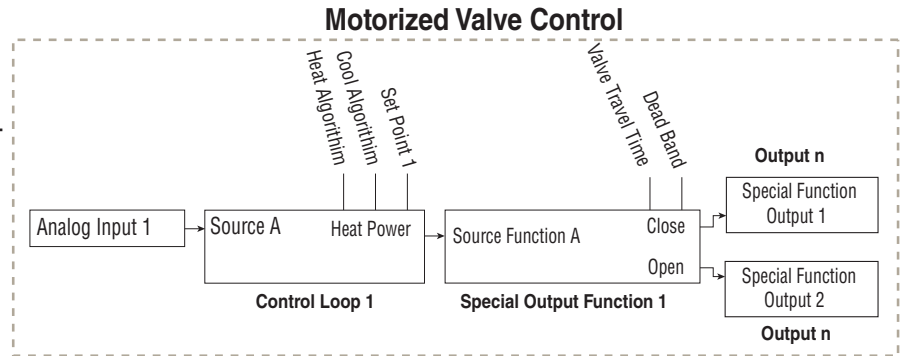 Motorized Valve Control
Heat Algorithim
Cool Algorithim
Set Point 1
Valve Travel Time
Dead Band
Output n
Analog Input 1
Source A
Heat Power
Source Function A
Close
Open
Special Function
Output 1
Special Function
Output 2
Control Loop 1
Special Output Function 1
Output n
.